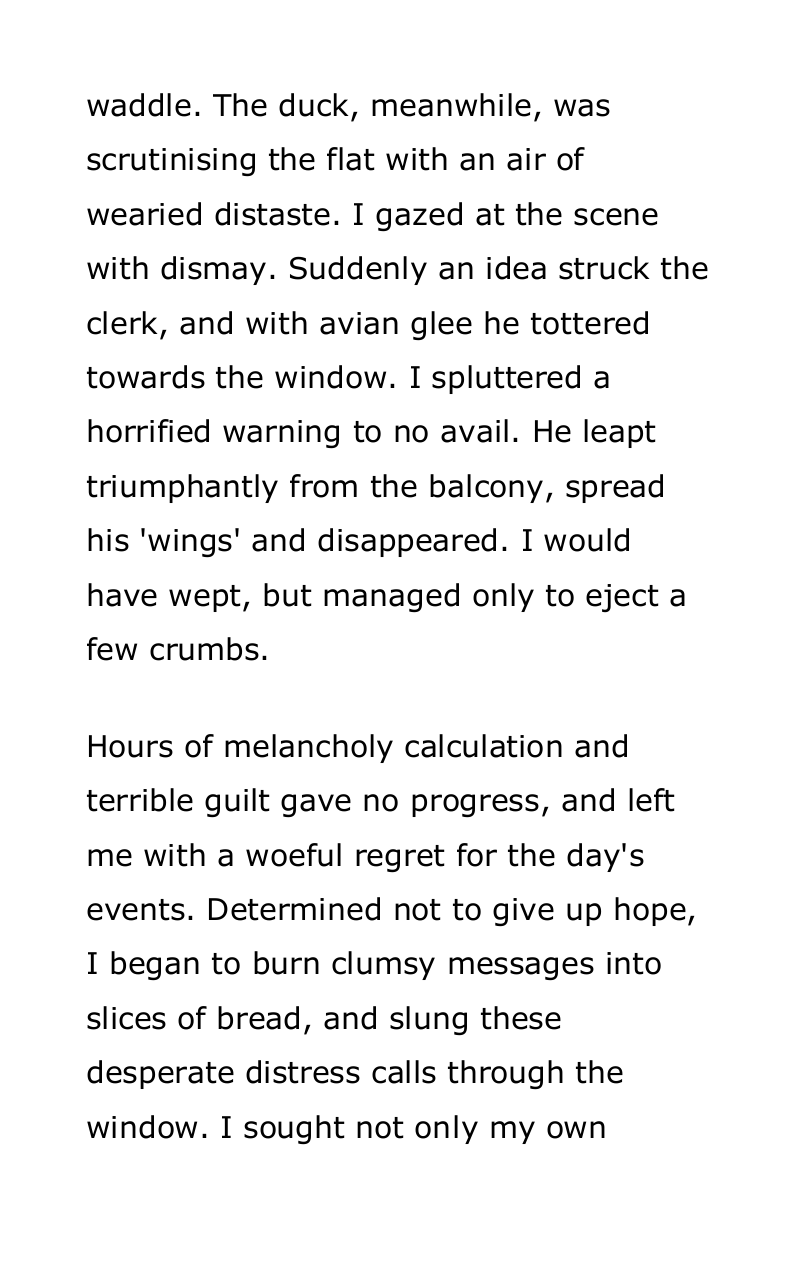 waddle. The duck, meanwhile, was
scrutinising the flat with an air of
wearied distaste. I gazed at the scene
with dismay. Suddenly an idea struck the
clerk, and with avian glee he tottered
towards the window. I spluttered a
horrified warning to no avail. He leapt
triumphantly from the balcony, spread
his 'wings' and disappeared. I would
have wept, but managed only to eject a
few crumbs.
Hours of melancholy calculation and
terrible guilt gave no progress, and left
me with a woeful regret for the day's
events. Determined not to give up hope,
I began to burn clumsy messages into
slices of bread, and slung these
desperate distress calls through the
window. I sought not only my own